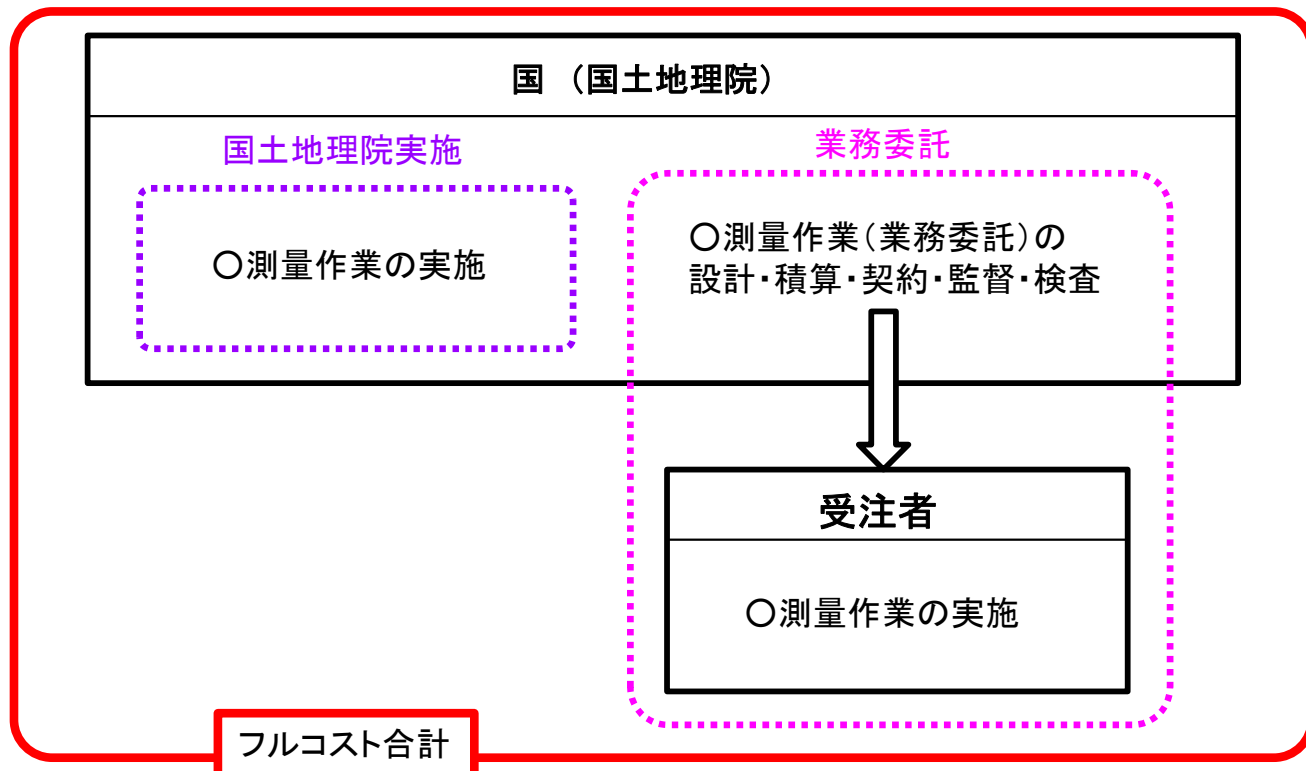 国 (国土地理院)
国土地理院実施
業務委託
○測量作業の実施
○測量作業(業務委託)の
設計・積算・契約・監督・検査
受注者
○測量作業の実施
フルコスト合計